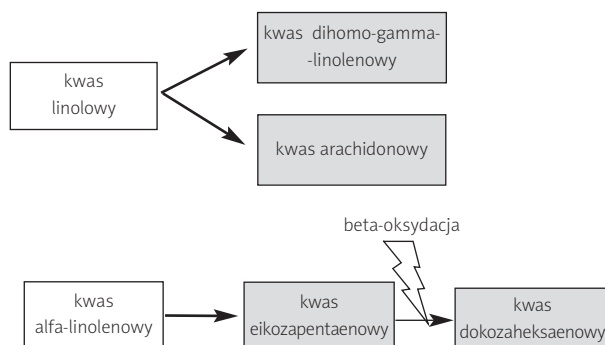 kwas dihomo-gamma-
-linolenowy
kwas
linolowy
kwas arachidonowy
beta-oksydacja
kwas
alfa-linolenowy
kwas
eikozapentaenowy
kwas
dokozaheksaenowy